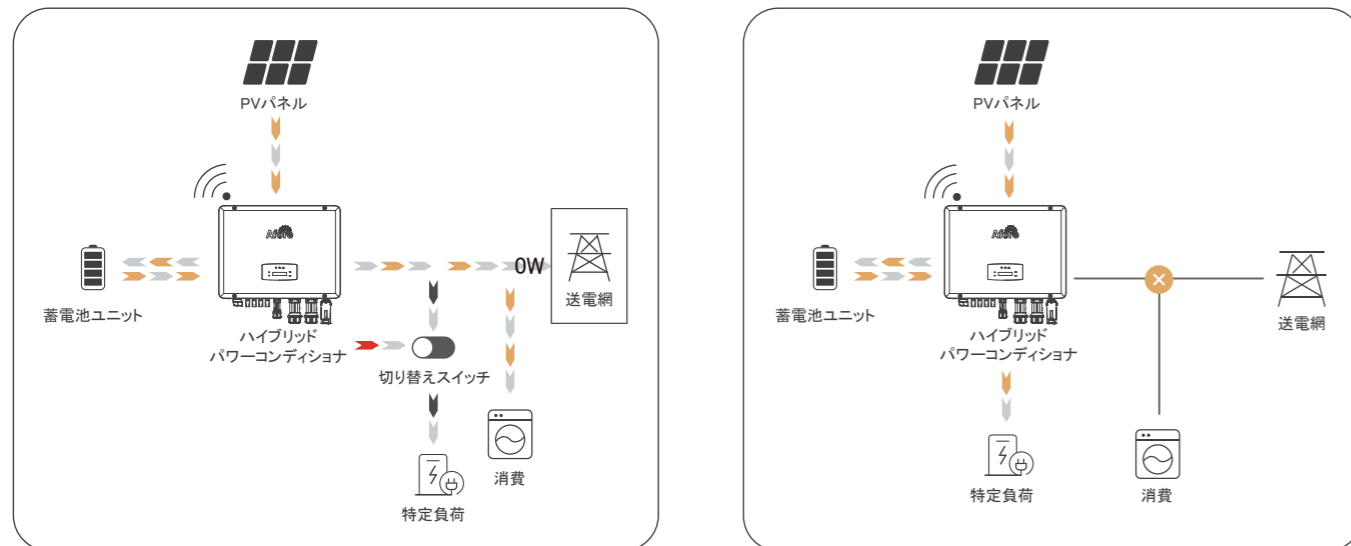 PVパネル
0W
送電網
蓄電池ユニット
ハイブリッド
パワーコンディショナ
切り替えスイッチ
消費
特定負荷
PVパネル
蓄電池ユニット
送電網
ハイブリッド
パワーコンディショナ
特定負荷
消費